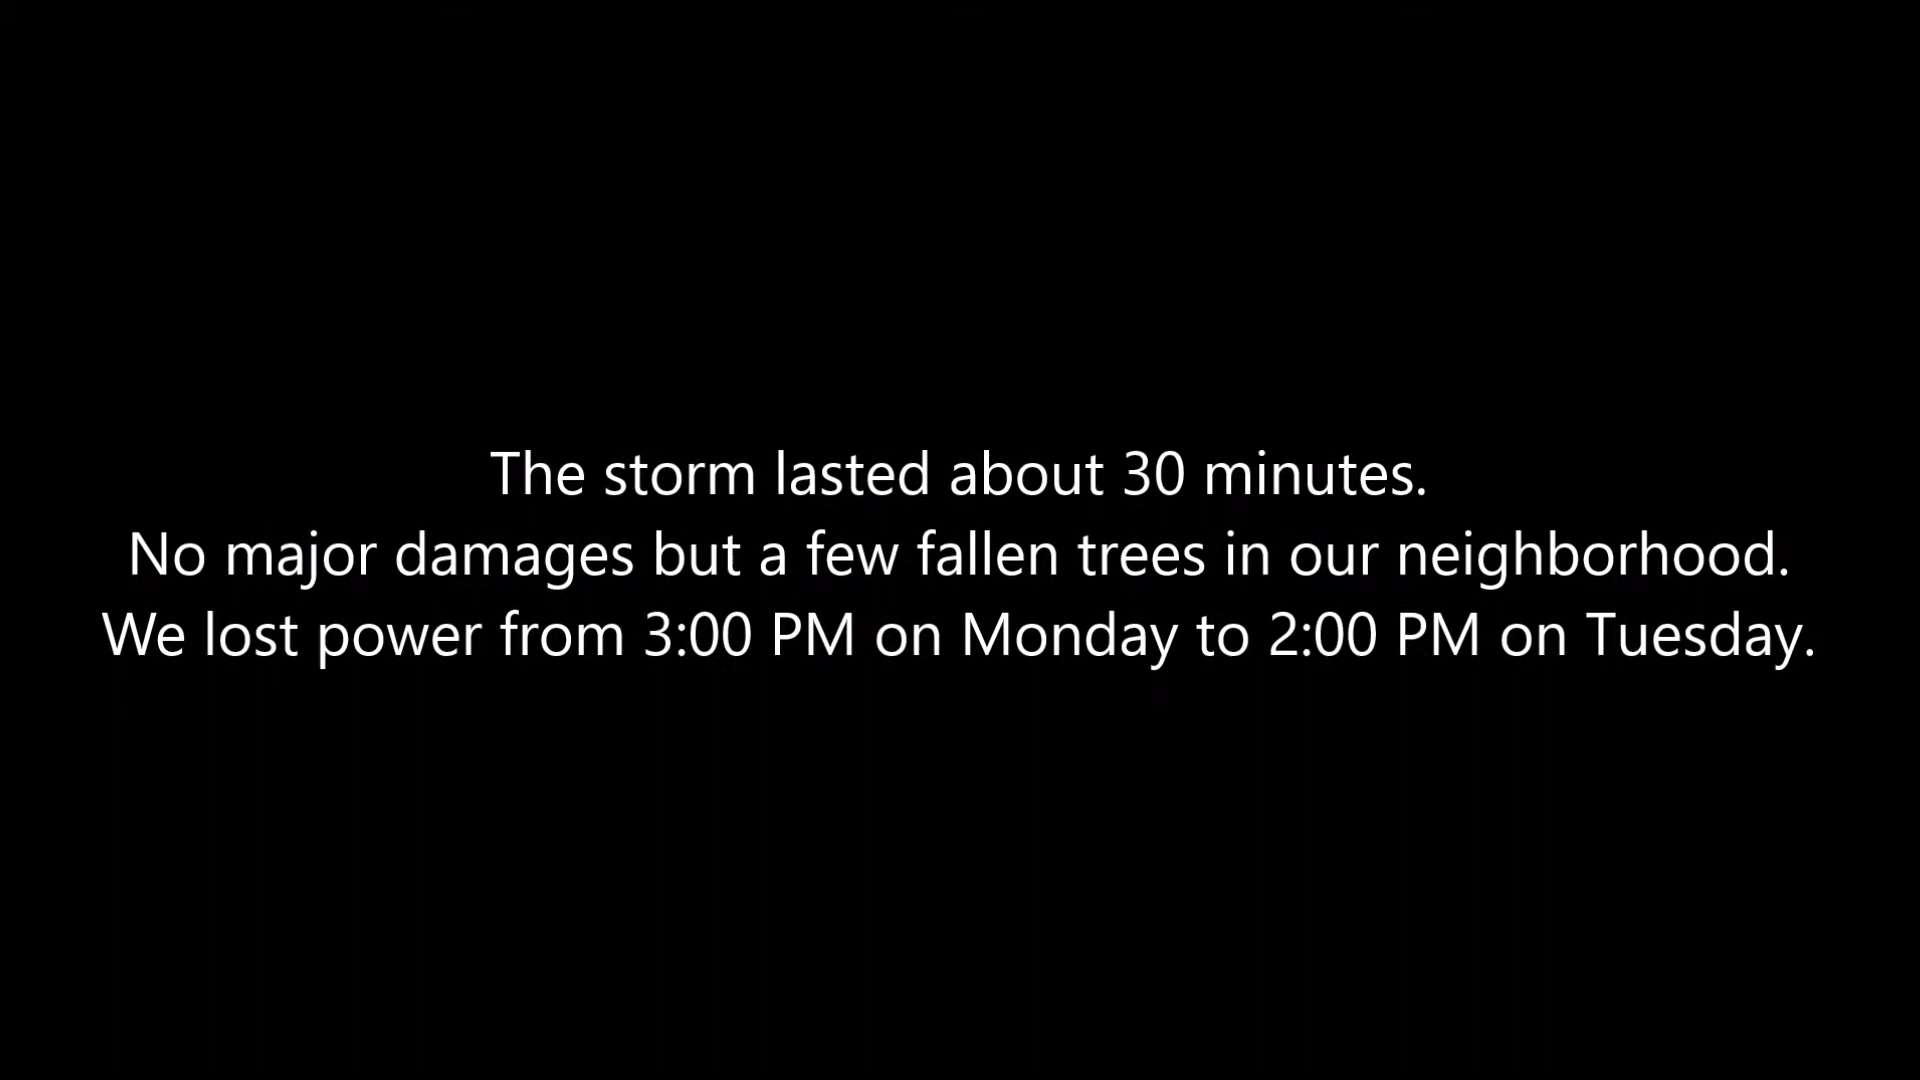 The storm lasted about 30 minutes.
No major damages but a few fallen trees in our neighborhood.
We lost power from 3:00 PM on Monday to 2:00 PM on Tuesday.